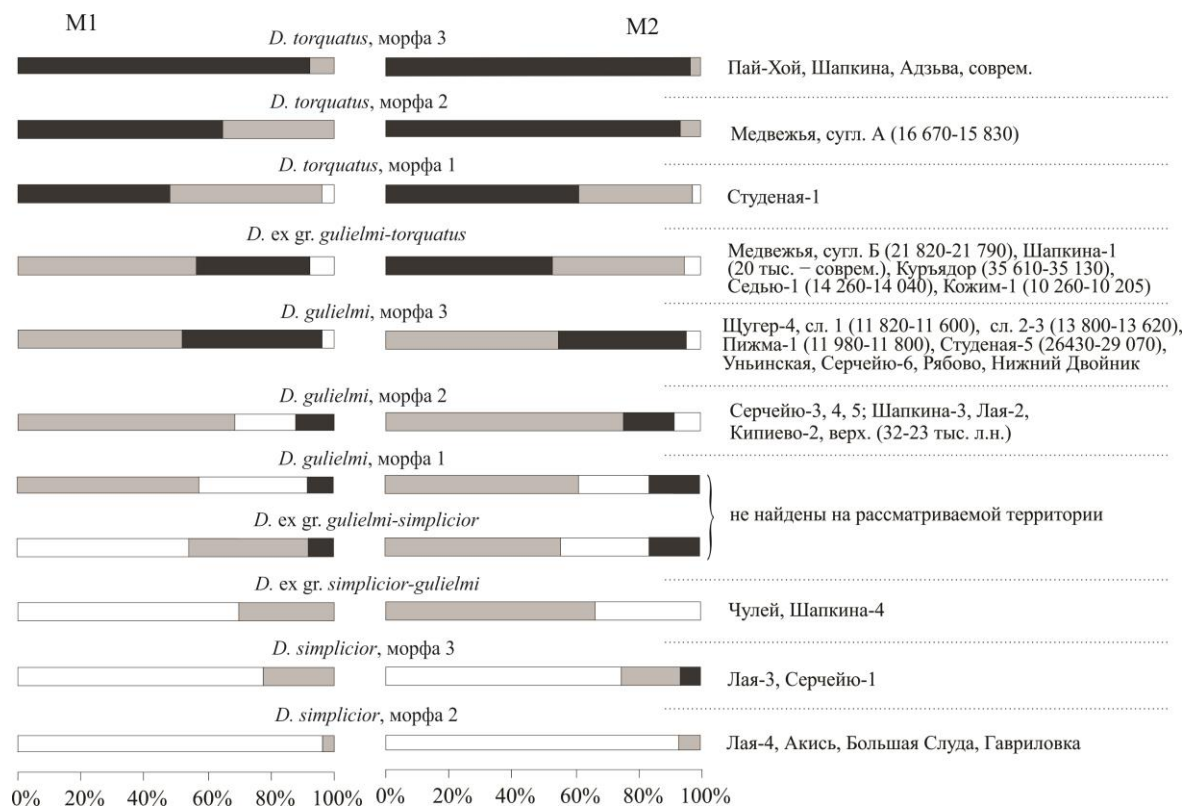 M1
M2
D. torquatus, морфа 3
Пай-Хой, Шапкина, Адзьва, соврем.
D. torquatus, морфа 2
Медвежья, сугл. А (16 670-15 830)
D. torquatus, морфа 1
Студеная-1
D. ex gr. gulielmi-torquatus
Медвежья, сугл. Б (21 820-21 790), Шапкина-1
(20 тыс. − соврем.), Куръядор (35 610-35 130),
Седью-1 (14 260-14 040), Кожим-1 (10 260-10 205)
D. gulielmi, морфа 3
Щугер-4, сл. 1 (11 820-11 600), сл. 2-3 (13 800-13 620),
Пижма-1 (11 980-11 800), Студеная-5 (26430-29 070),
Уньинская, Серчейю-6, Рябово, Нижний Двойник
D. gulielmi, морфа 2
Серчейю-3, 4, 5; Шапкина-3, Лая-2,
Кипиево-2, верх. (32-23 тыс. л.н.)
D. gulielmi, морфа 1
D. ex gr. gulielmi-simplicior
не найдены на рассматриваемой территории
D. ex gr. simplicior-gulielmi
Чулей, Шапкина-4
D. simplicior, морфа 3
Лая-3, Серчейю-1
D. simplicior, морфа 2
Лая-4, Акись, Большая Слуда, Гавриловка
0% 20% 40% 60% 80% 100%
0% 20% 40% 60% 80% 100%